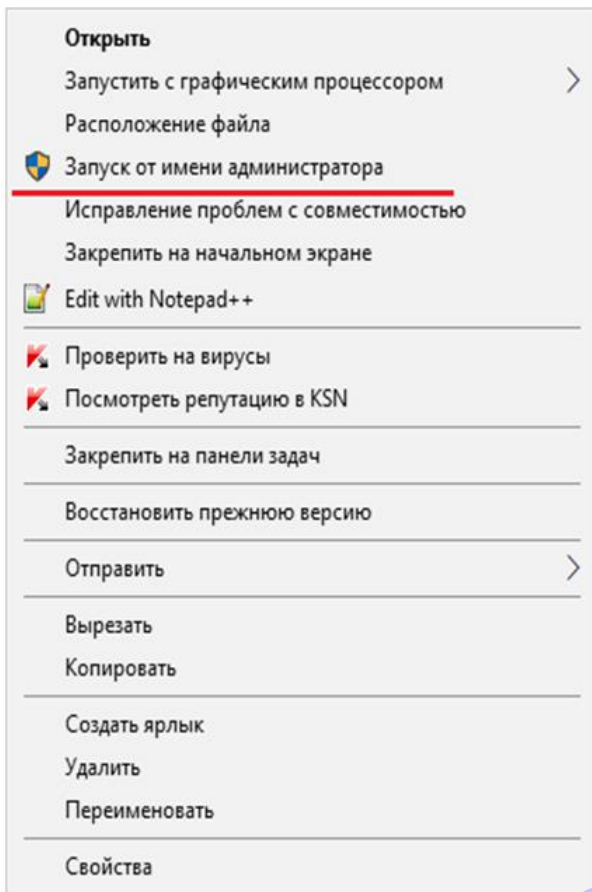 Открыть
Запустить с графическим процессором
Расположение файла
Запуск от имени администратора
Исправление проблем с совместимостью
Закрепить на начальном экране
Edit with Notepad++
Проверить на вирусы
Посмотреть репутацию в KSN
Закрепить на панели задач
Восстановить прежнюю версию
Отправить
Вырезать
Копировать
Создать ярлык
Удалить
Переименовать
Свойства